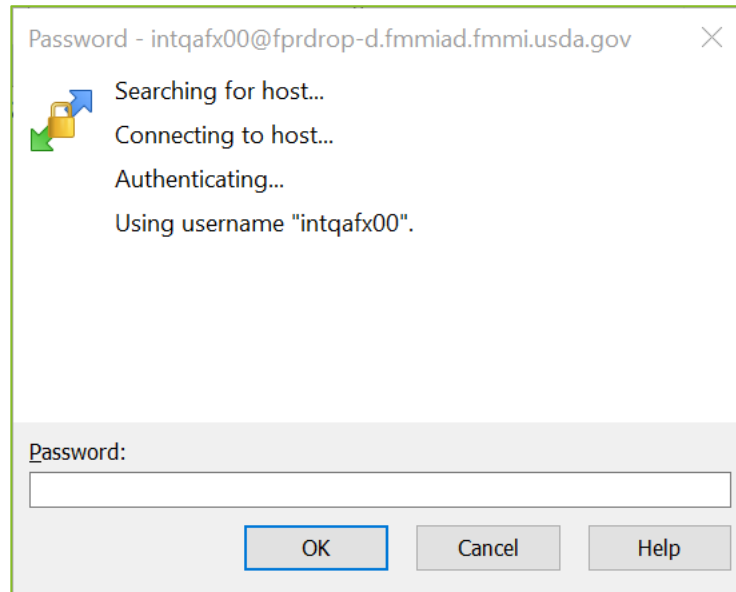 Password - intqafx00@fprdrop-d.fmmiad.fmmi.usda.gov
Searching for host...
Connecting to host...
Authenticating...
Using username "intqafx00".
Password:
OK Cancel Help